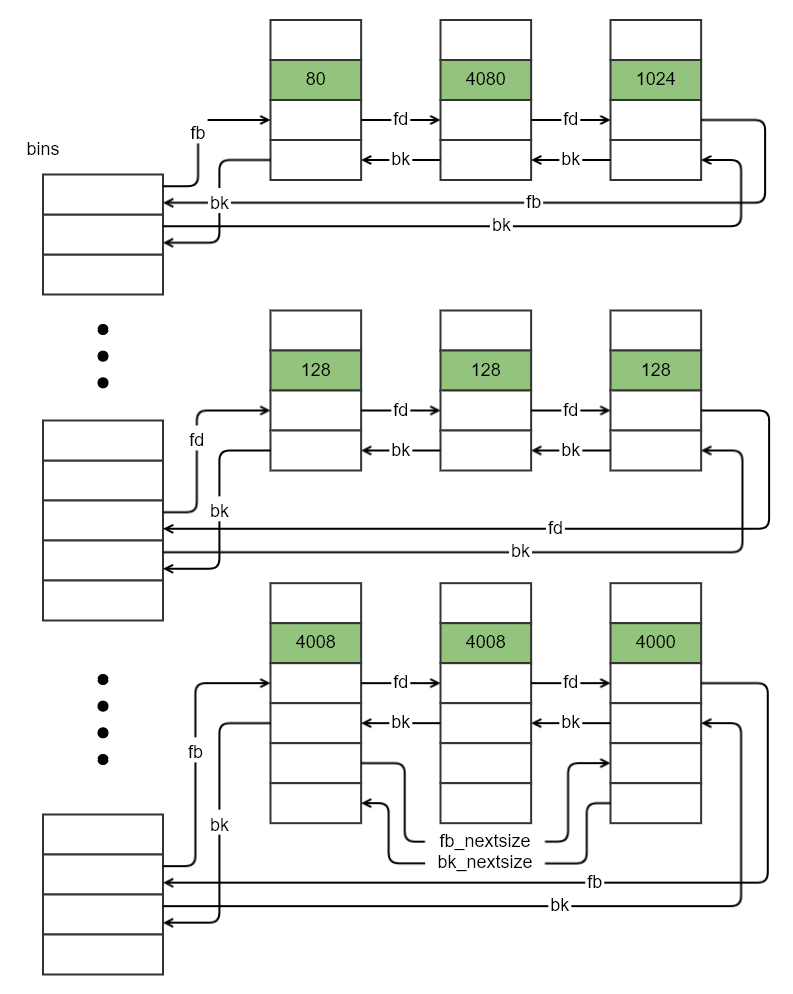 80 4080 1024
fb fd fd
bins
bk bk
bk fb
bk
128 128 128
fd fd
fd bk bk
bk
fd
bk
4008 4008 4000
fd fd
bk bk
fb
bk
fb_nextsize
bk_nextsize
fb
bk